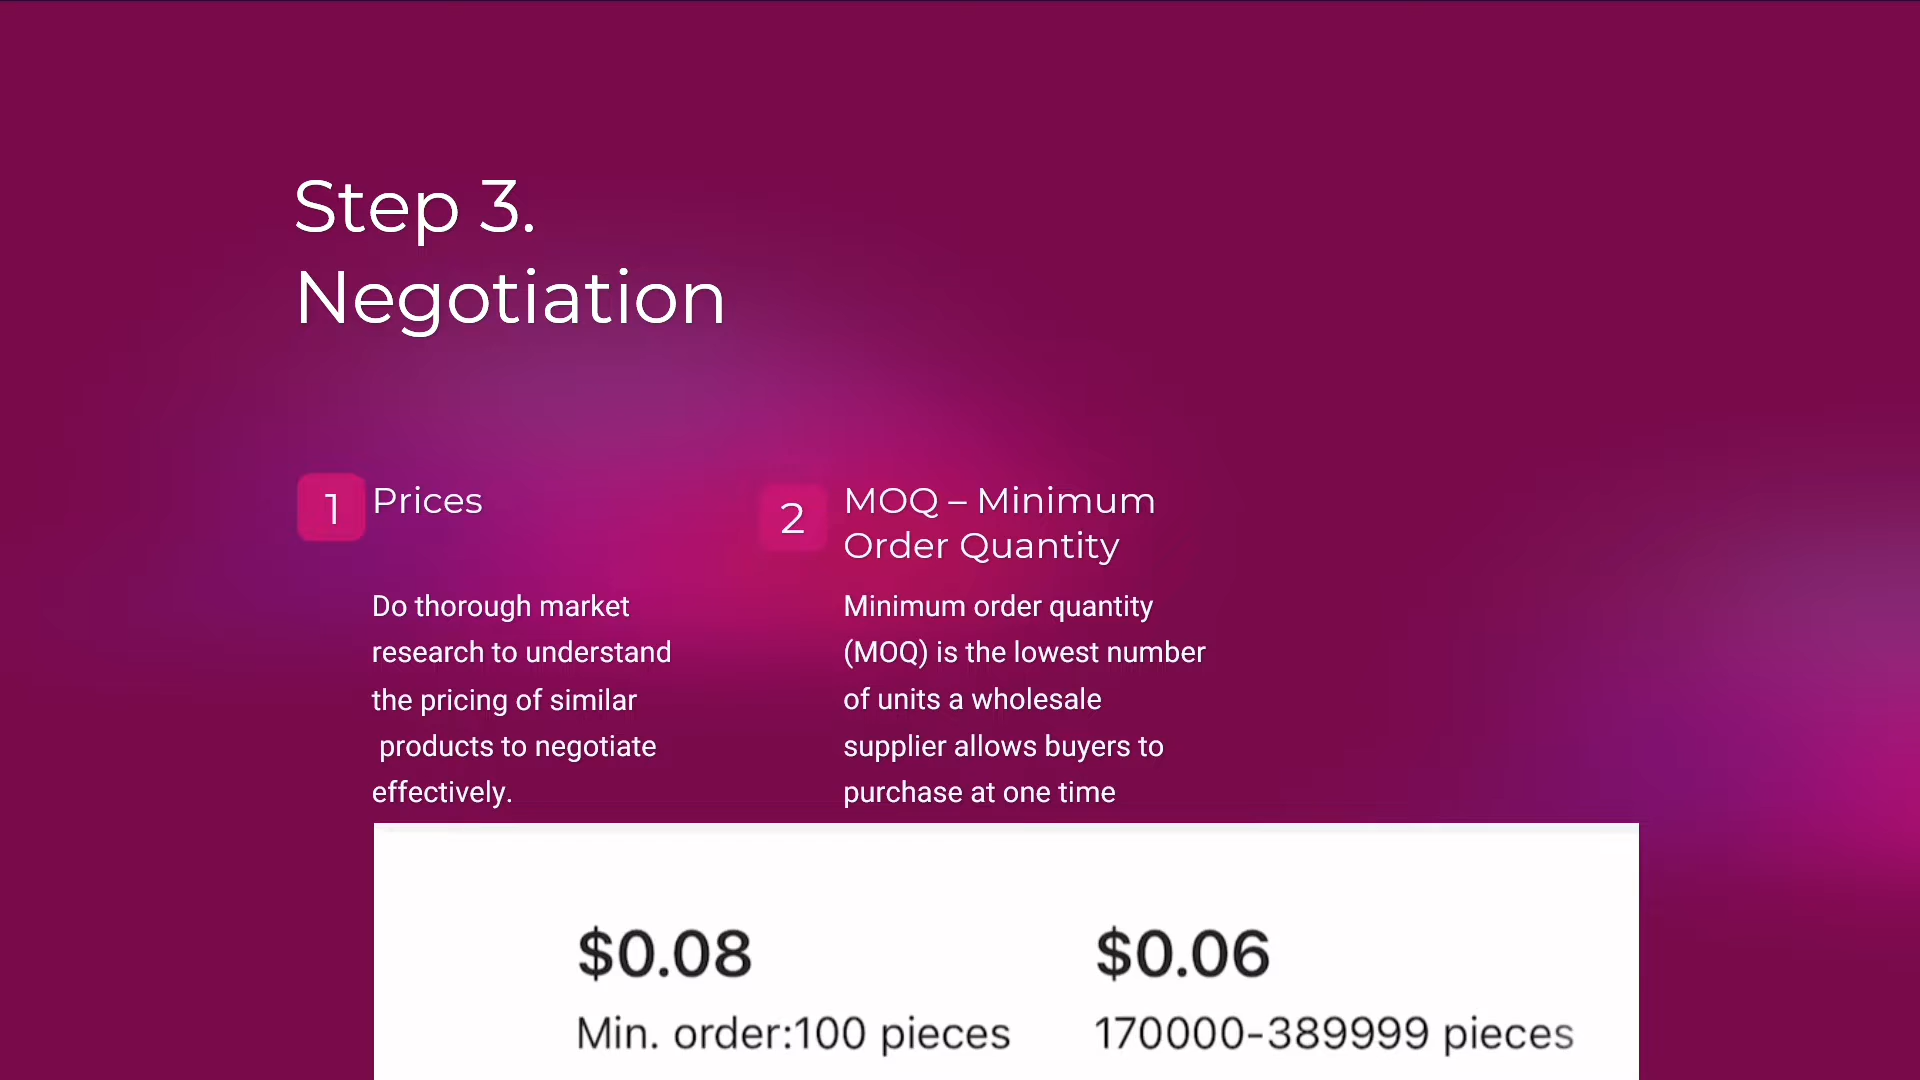 Step 3.
Negotiation
1
Prices
Do thorough market
research to understand
the pricing of similar
products to negotiate
effectively.
2
MOQ – Minimum
Order Quantity
Minimum order quantity
(MOQ) is the lowest number
of units a wholesale
supplier allows buyers to
purchase at one time
$0.08
Min. order:100 pieces
$0.06
170000-389999 pieces